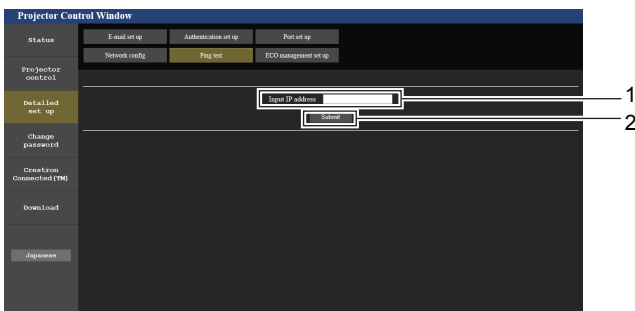 Projector Control Window
Status
E-mail set up
Authentication set up
Port set up
Network config
Ping test
ECO management set up
Projector
control
Detailed
set up
Change
password
Crestron
Connected(TM)
Download
Japanese
Input IP address
1
Submit
2